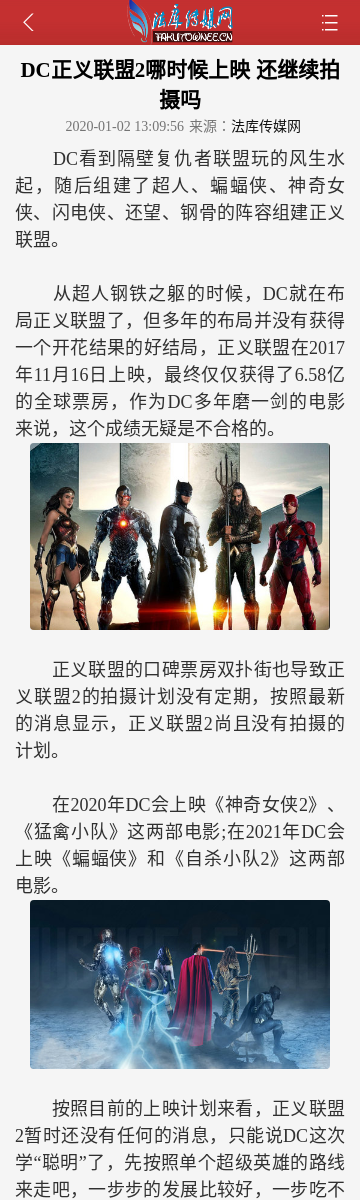 法库传媒网
FAKUTOWNEE.CN
DC正义联盟2哪时候上映 还继续拍
摄吗
2020-01-02 13:09:56 来源：法库传媒网
DC看到隔壁复仇者联盟玩的风生水
起，随后组建了超人、蝙蝠侠、神奇女
侠、闪电侠、还望、钢骨的阵容组建正义
联盟。
从超人钢铁之躯的时候，DC就在布
局正义联盟了，但多年的布局并没有获得
一个开花结果的好结局，正义联盟在2017
年11月16日上映，最终仅仅获得了6.58亿
的全球票房，作为DC多年磨一剑的电影
来说，这个成绩无疑是不合格的。
正义联盟的口碑票房双扑街也导致正
义联盟2的拍摄计划没有定期，按照最新
的消息显示，正义联盟2尚且没有拍摄的
计划。
在2020年DC会上映《神奇女侠2》、
《猛禽小队》这两部电影;在2021年DC会
上映《蝙蝠侠》和《自杀小队2》这两部
电影。
JUSTICE LEAGUE
按照目前的上映计划来看，正义联盟
2暂时还没有任何的消息，只能说DC这次
学“聪明”了，先按照单个超级英雄的路线
来走吧，一步步的发展比较好，一步吃不